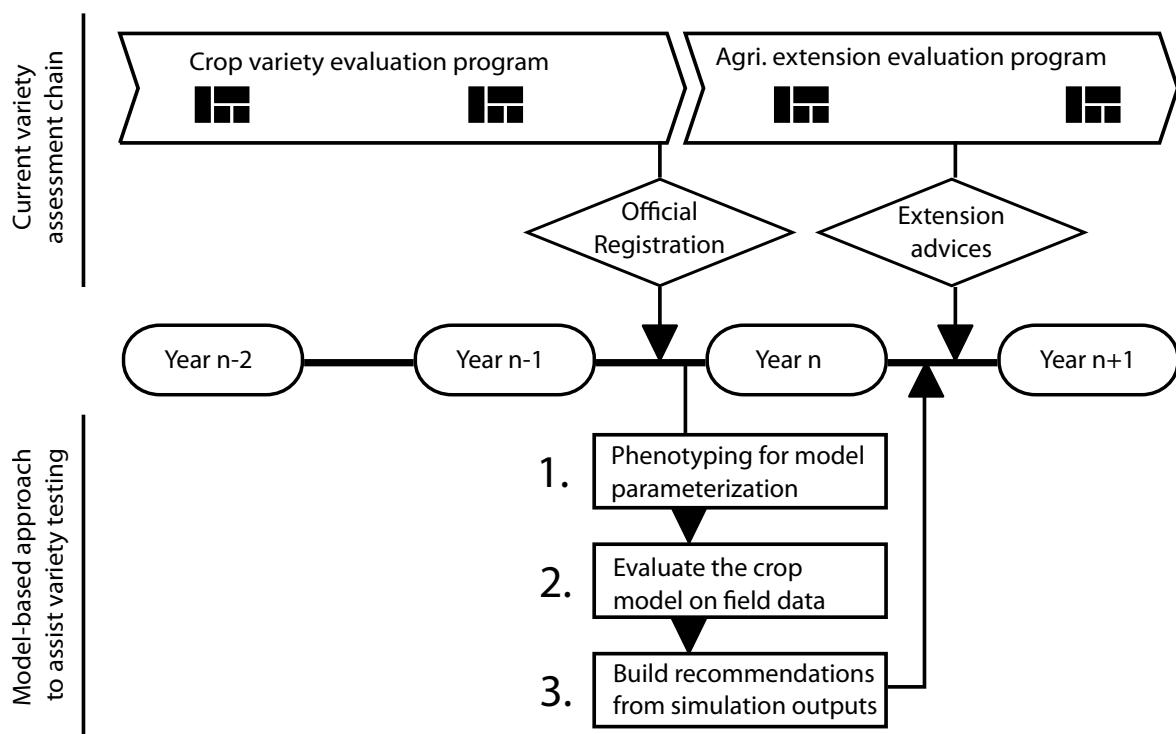 Current variety
assessment chain
Crop variety evaluation program
Agri. extension evaluation program
Official
Registration
Extension
advices
Year n-2
Year n-1
Year n
Year n+1
Model-based approach
to assist variety testing
1.
Phenotyping for model
parameterization
2.
Evaluate the crop
model on field data
3.
Build recommendations
from simulation outputs